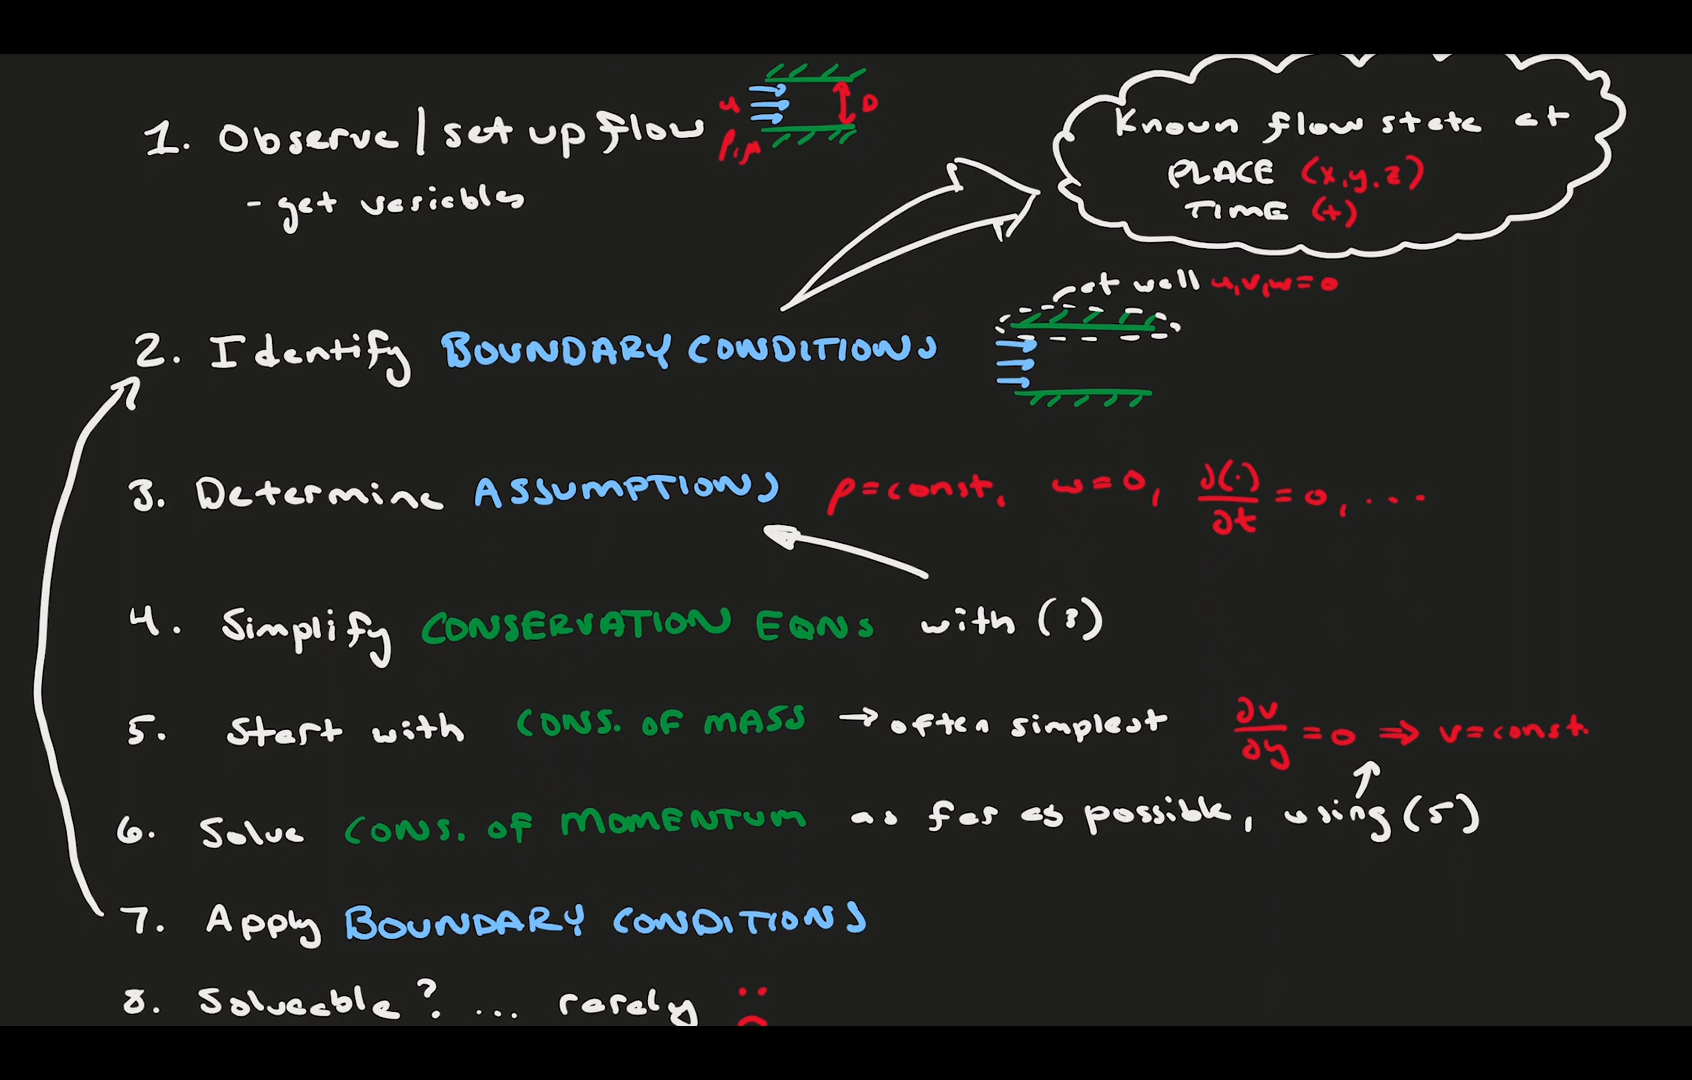 1. Observe / set up flow
u
ρ, μ
D
- get variables
Known flow state at
PLACE (x, y, z)
TIME (t)
at wall u, v, w = 0
2. Identify BOUNDARY CONDITIONS
3. Determine ASSUMPTIONS ρ = const, w = 0, ∂(·)/∂t = 0, ...
4. Simplify CONSERVATION EQNS with (3)
5. Start with CONS. OF MASS → often simplest ∂v/∂y = 0 ⇒ v = const.
6. Solve CONS. OF MOMENTUM as far as possible, using (5)
7. Apply BOUNDARY CONDITIONS
8. Solveable? ... rarely